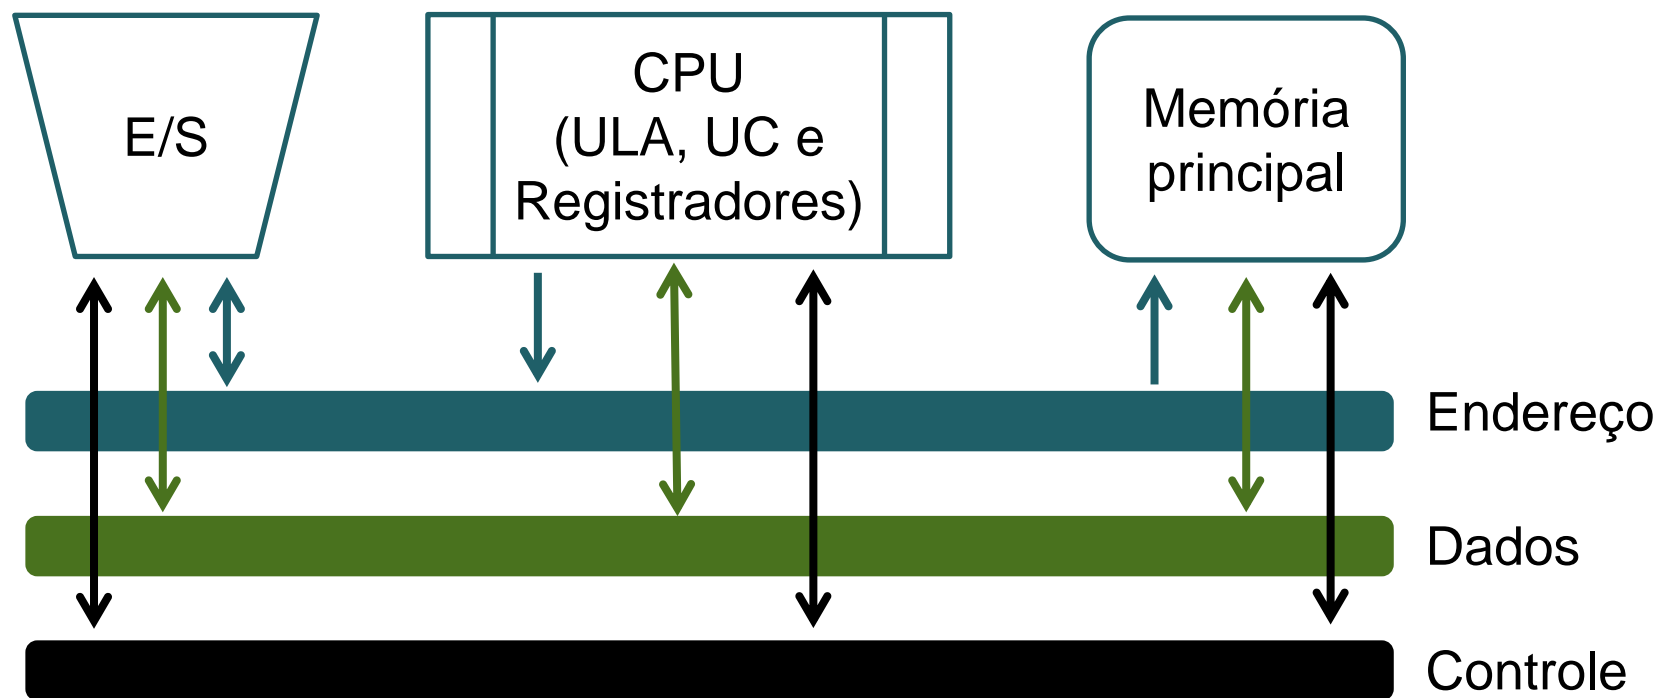 E/S
CPU
(ULA, UC e
Registradores)
Memória
principal
Endereço
Dados
Controle